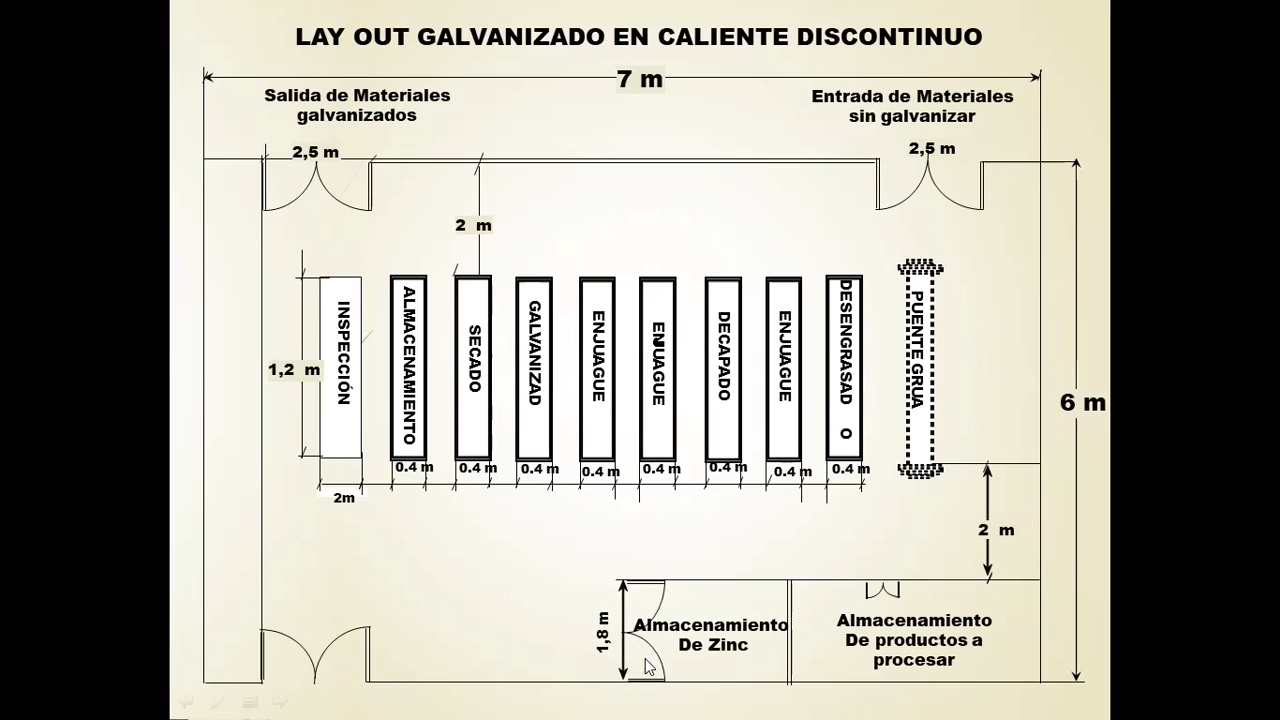 LAY OUT GALVANIZADO EN CALIENTE DISCONTINUO
7 m
Salida de Materiales
galvanizados
Entrada de Materiales
sin galvanizar
2,5 m
2,5 m
2 m
INSPECCIÓN
ALMACENAMIENTO
SECADO
GALVANIZAD
ENJUAGUE
ENJUAGUE
DECAPADO
ENJUAGUE
DESENGRASAD O
PUENTE GRUA
1,2 m
6 m
0.4 m
0.4 m
0.4 m
0.4 m
0.4 m
0.4 m
0.4 m
0.4 m
2m
2 m
1,8 m
Almacenamiento
De Zinc
Almacenamiento
De productos a
procesar